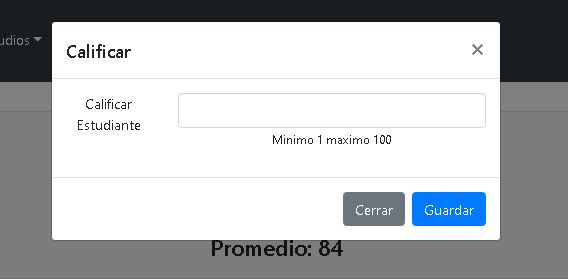 udios
Calificar ×
Calificar
Estudiante
Minimo 1 maximo 100
Cerrar Guardar
Promedio: 84